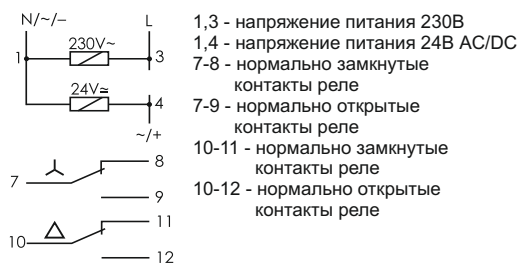 N/~/– L
230V~
1 3
24V≂
4
~/+
8
7
9
11
10
12
1,3 - напряжение питания 230В
1,4 - напряжение питания 24В AC/DC
7-8 - нормально замкнутые
контакты реле
7-9 - нормально открытые
контакты реле
10-11 - нормально замкнутые
контакты реле
10-12 - нормально открытые
контакты реле